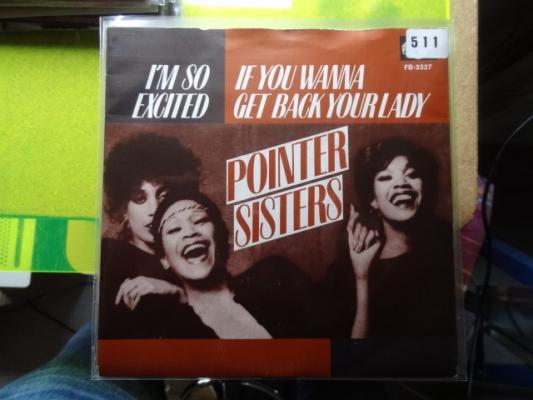 I'M SO
EXCITED
IF YOU WANNA
GET BACK YOUR LADY
511
FB-3327
POINTER
SISTERS